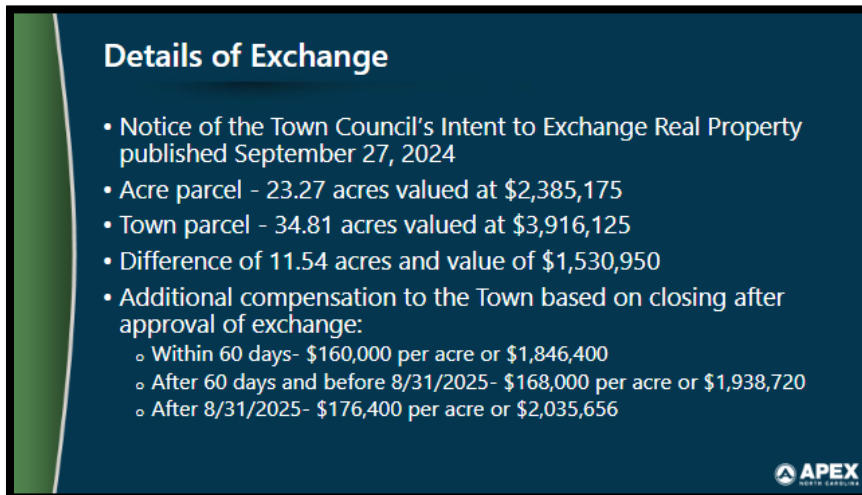 Details of Exchange
• Notice of the Town Council's Intent to Exchange Real Property
published September 27, 2024
• Acre parcel - 23.27 acres valued at $2,385,175
• Town parcel - 34.81 acres valued at $3,916,125
• Difference of 11.54 acres and value of $1,530,950
• Additional compensation to the Town based on closing after
approval of exchange:
o Within 60 days- $160,000 per acre or $1,846,400
o After 60 days and before 8/31/2025- $168,000 per acre or $1,938,720
o After 8/31/2025- $176,400 per acre or $2,035,656
APEX
NORTH CAROLINA